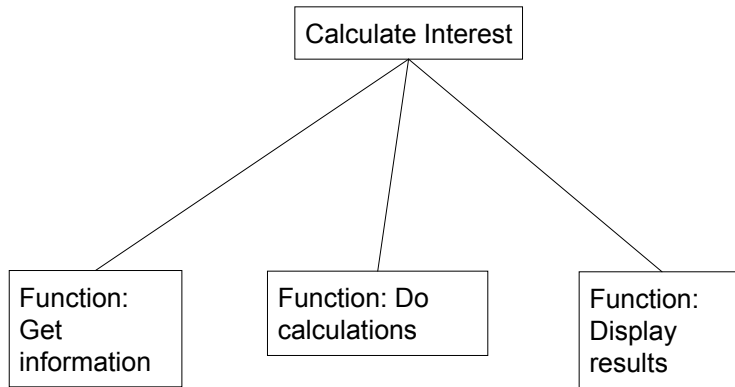 Calculate Interest
Function:
Get
information
Function: Do
calculations
Function:
Display
results